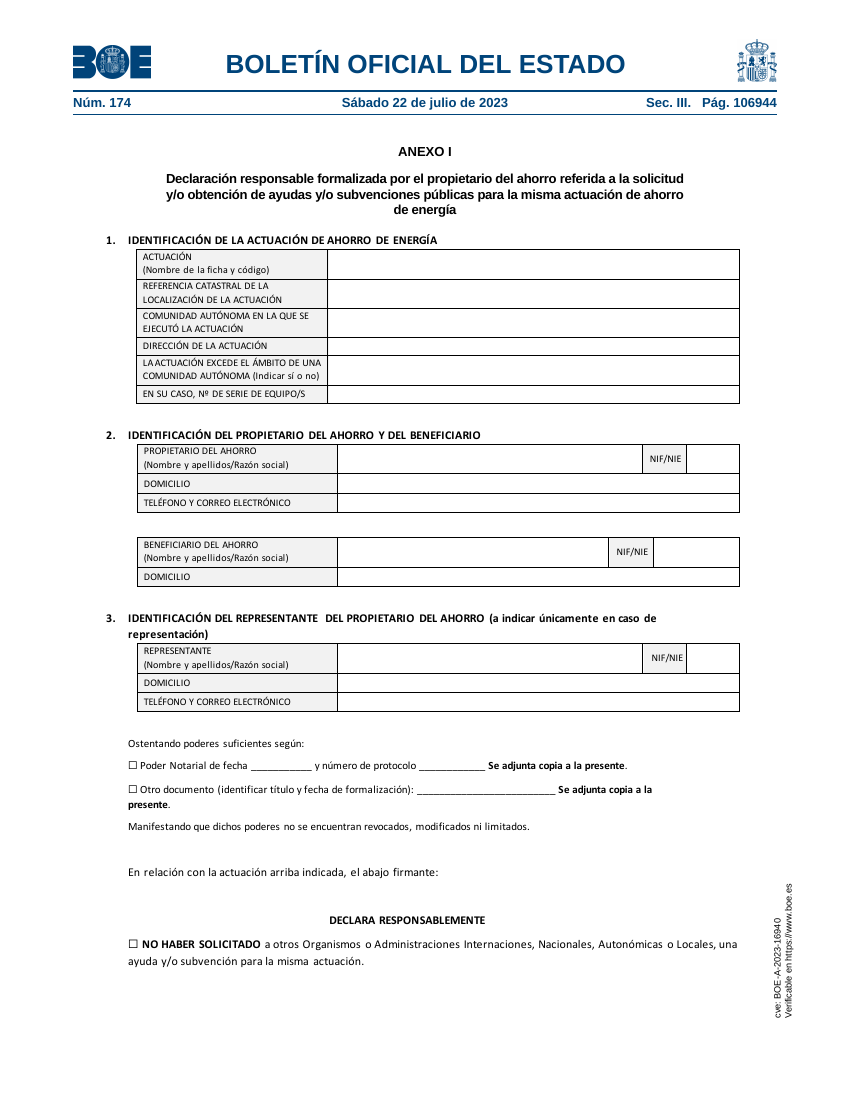 BOE
BOLETÍN OFICIAL DEL ESTADO
Núm. 174 Sábado 22 de julio de 2023 Sec. III. Pág. 106944
ANEXO I
Declaración responsable formalizada por el propietario del ahorro referida a la solicitud
y/o obtención de ayudas y/o subvenciones públicas para la misma actuación de ahorro
de energía
1. IDENTIFICACIÓN DE LA ACTUACIÓN DE AHORRO DE ENERGÍA
ACTUACIÓN
(Nombre de la ficha y código)
REFERENCIA CATASTRAL DE LA
LOCALIZACIÓN DE LA ACTUACIÓN
COMUNIDAD AUTÓNOMA EN LA QUE SE
EJECUTÓ LA ACTUACIÓN
DIRECCIÓN DE LA ACTUACIÓN
LA ACTUACIÓN EXCEDE EL ÁMBITO DE UNA
COMUNIDAD AUTÓNOMA (Indicar sí o no)
EN SU CASO, Nº DE SERIE DE EQUIPO/S
2. IDENTIFICACIÓN DEL PROPIETARIO DEL AHORRO Y DEL BENEFICIARIO
PROPIETARIO DEL AHORRO
(Nombre y apellidos/Razón social)
NIF/NIE
DOMICILIO
TELÉFONO Y CORREO ELECTRÓNICO
BENEFICIARIO DEL AHORRO
(Nombre y apellidos/Razón social)
NIF/NIE
DOMICILIO
3. IDENTIFICACIÓN DEL REPRESENTANTE DEL PROPIETARIO DEL AHORRO (a indicar únicamente en caso de
representación)
REPRESENTANTE
(Nombre y apellidos/Razón social)
NIF/NIE
DOMICILIO
TELÉFONO Y CORREO ELECTRÓNICO
Ostentando poderes suficientes según:
☐ Poder Notarial de fecha ___________ y número de protocolo ____________ Se adjunta copia a la presente.
☐ Otro documento (identificar título y fecha de formalización): _________________________ Se adjunta copia a la
presente.
Manifestando que dichos poderes no se encuentran revocados, modificados ni limitados.
En relación con la actuación arriba indicada, el abajo firmante:
DECLARA RESPONSABLEMENTE
☐ NO HABER SOLICITADO a otros Organismos o Administraciones Internaciones, Nacionales, Autonómicas o Locales, una
ayuda y/o subvención para la misma actuación.
cve: BOE-A-2023-16940
Verificable en https://www.boe.es